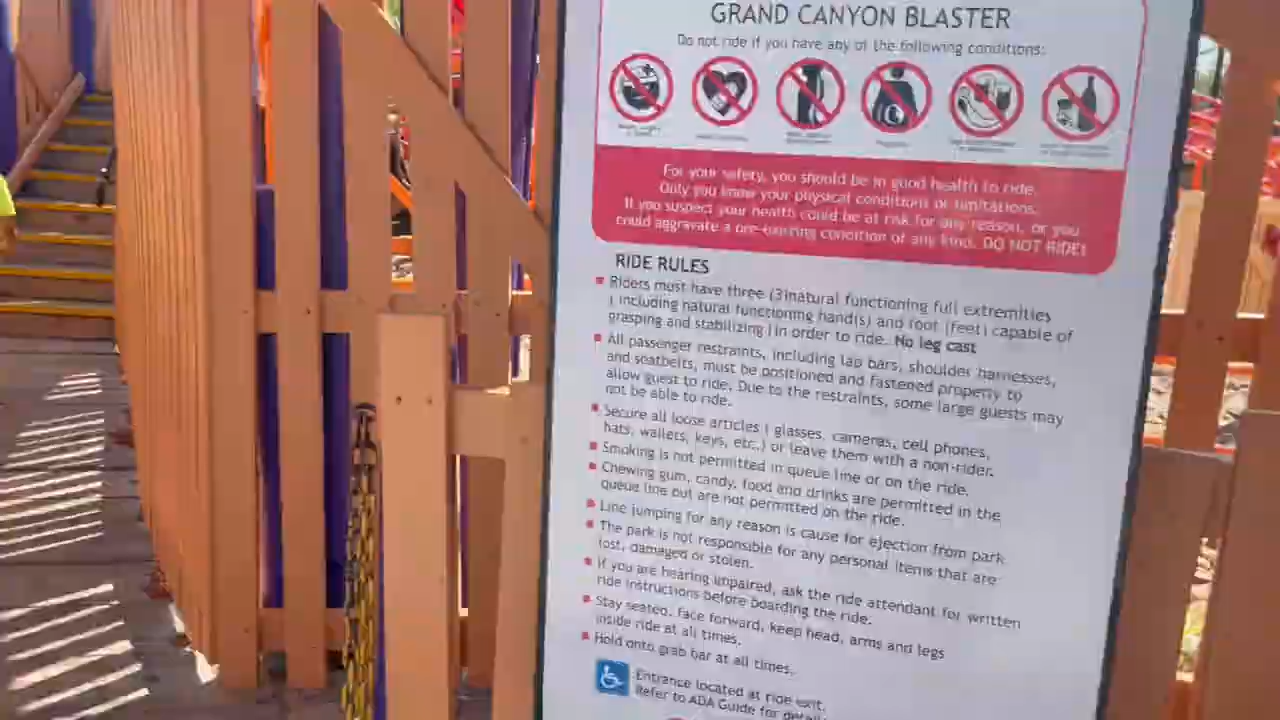 GRAND CANYON BLASTER
Do not ride if you have any of the following conditions:
For your safety, you should be in good health to ride.
Only you know your physical conditions or limitations.
If you suspect your health could be at risk for any reason, or you
could aggravate a pre-existing condition of any kind, DO NOT RIDE!
RIDE RULES
Riders must have three (3)natural functioning full extremities
( including natural functioning hand(s) and foot (feet) capable of
grasping and stabilizing ) in order to ride. No leg cast
All passenger restraints, including lap bars, shoulder harnesses,
and seatbelts, must be positioned and fastened properly to
allow guest to ride. Due to the restraints, some large guests may
not be able to ride.
Secure all loose articles ( glasses, cameras, cell phones,
hats, wallets, keys, etc.) or leave them with a non-rider.
Smoking is not permitted in queue line or on the ride.
Chewing gum, candy, food and drinks are permitted in the
queue line but are not permitted on the ride.
Line jumping for any reason is cause for ejection from park
The park is not responsible for any personal items that are
lost, damaged or stolen.
If you are hearing impaired, ask the ride attendant for written
ride instructions before boarding the ride.
Stay seated, face forward, keep head, arms and legs
inside ride at all times.
Hold onto grab bar at all times.
Entrance located at ride exit.
Refer to ADA Guide for details